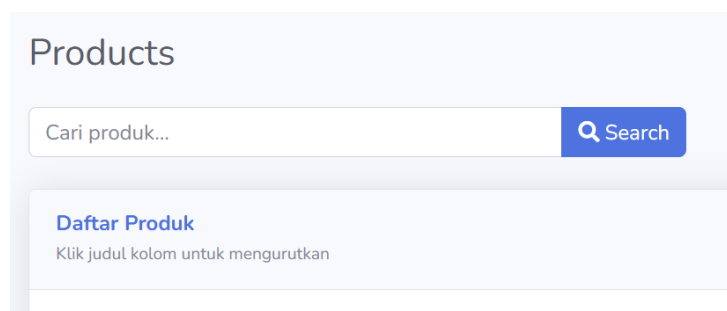 Products
Cari produk...
Search
Daftar Produk
Klik judul kolom untuk mengurutkan